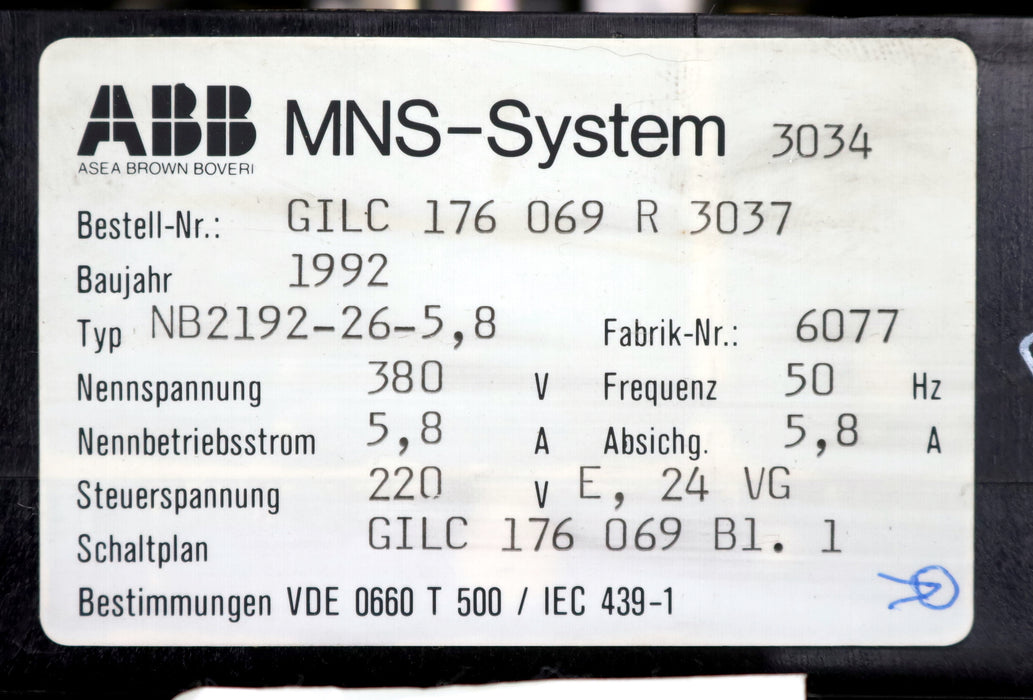 ABB MNS-System 3034
ASEA BROWN BOVERI
Bestell-Nr.: GILC 176 069 R 3037
Baujahr 1992
Typ NB2192-26-5,8 Fabrik-Nr.: 6077
Nennspannung 380 V Frequenz 50 Hz
Nennbetriebsstrom 5,8 A Absichg. 5,8 A
Steuerspannung 220 V E, 24 VG
Schaltplan GILC 176 069 Bl. 1
Bestimmungen VDE 0660 T 500 / IEC 439-1